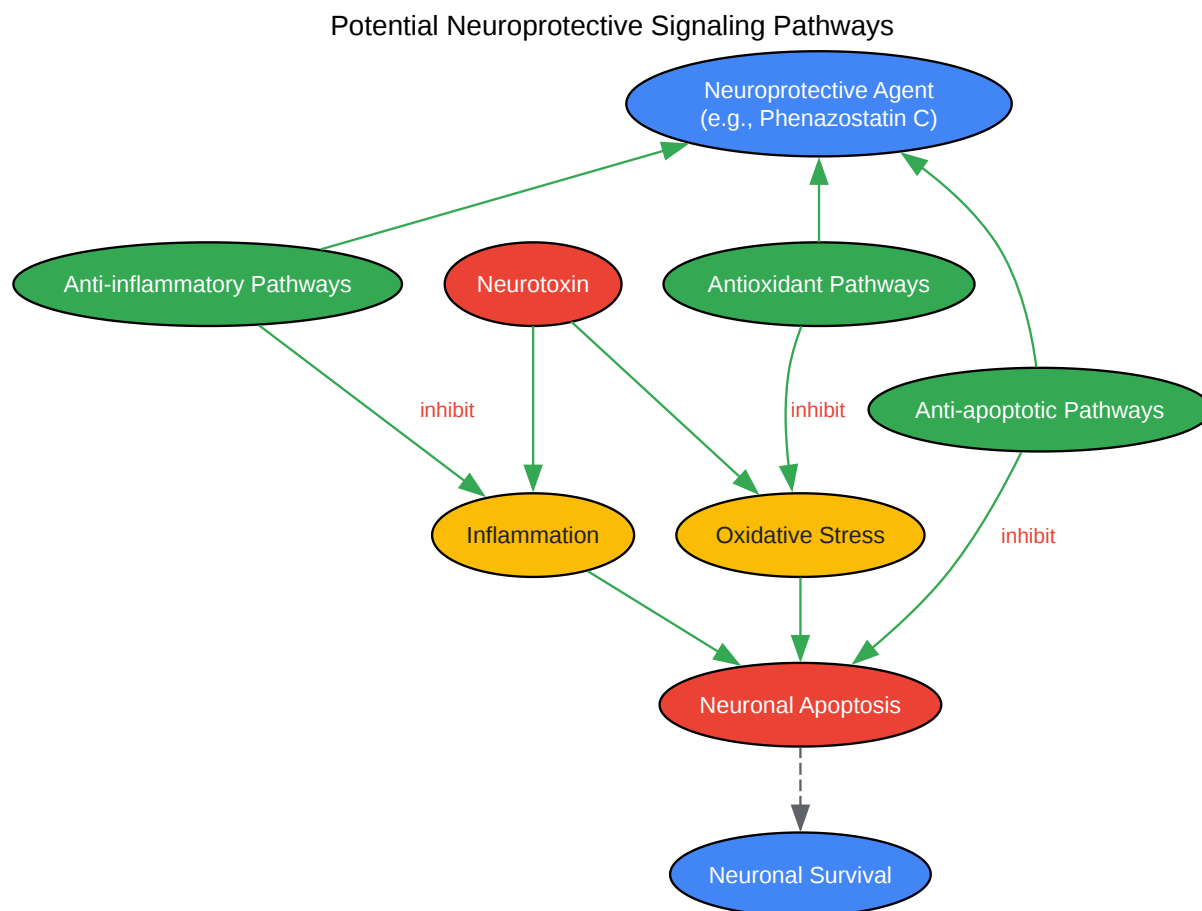 Potential Neuroprotective Signaling Pathways
Neuroprotective Agent
(e.g., Phenazostatin C)
Anti-inflammatory Pathways
Neurotoxin
Antioxidant Pathways
Anti-apoptotic Pathways
inhibit
inhibit
Inflammation
Oxidative Stress
inhibit
Neuronal Apoptosis
Neuronal Survival